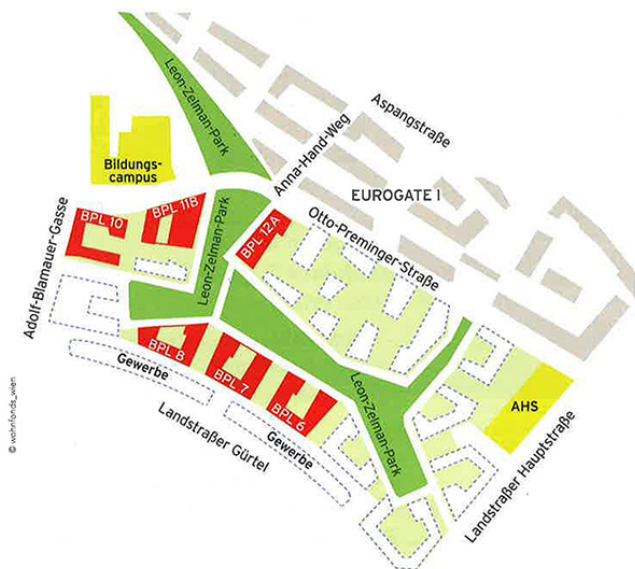 Leon-Zelman-Park
Aspangstraße
Anna-Hand-Weg
Bildungs-
campus
EUROGATE I
BPL 10
BPL 11B
Leon-Zelman-Park
BPL 12A
Otto-Preminger-Straße
Adolf-Blamauer-Gasse
BPL 8
BPL 7
BPL 6
Gewerbe
Leon-Zelman-Park
AHS
Landstraßer Gürtel
Gewerbe
Landstraßer Hauptstraße
© wohnfonds_wien